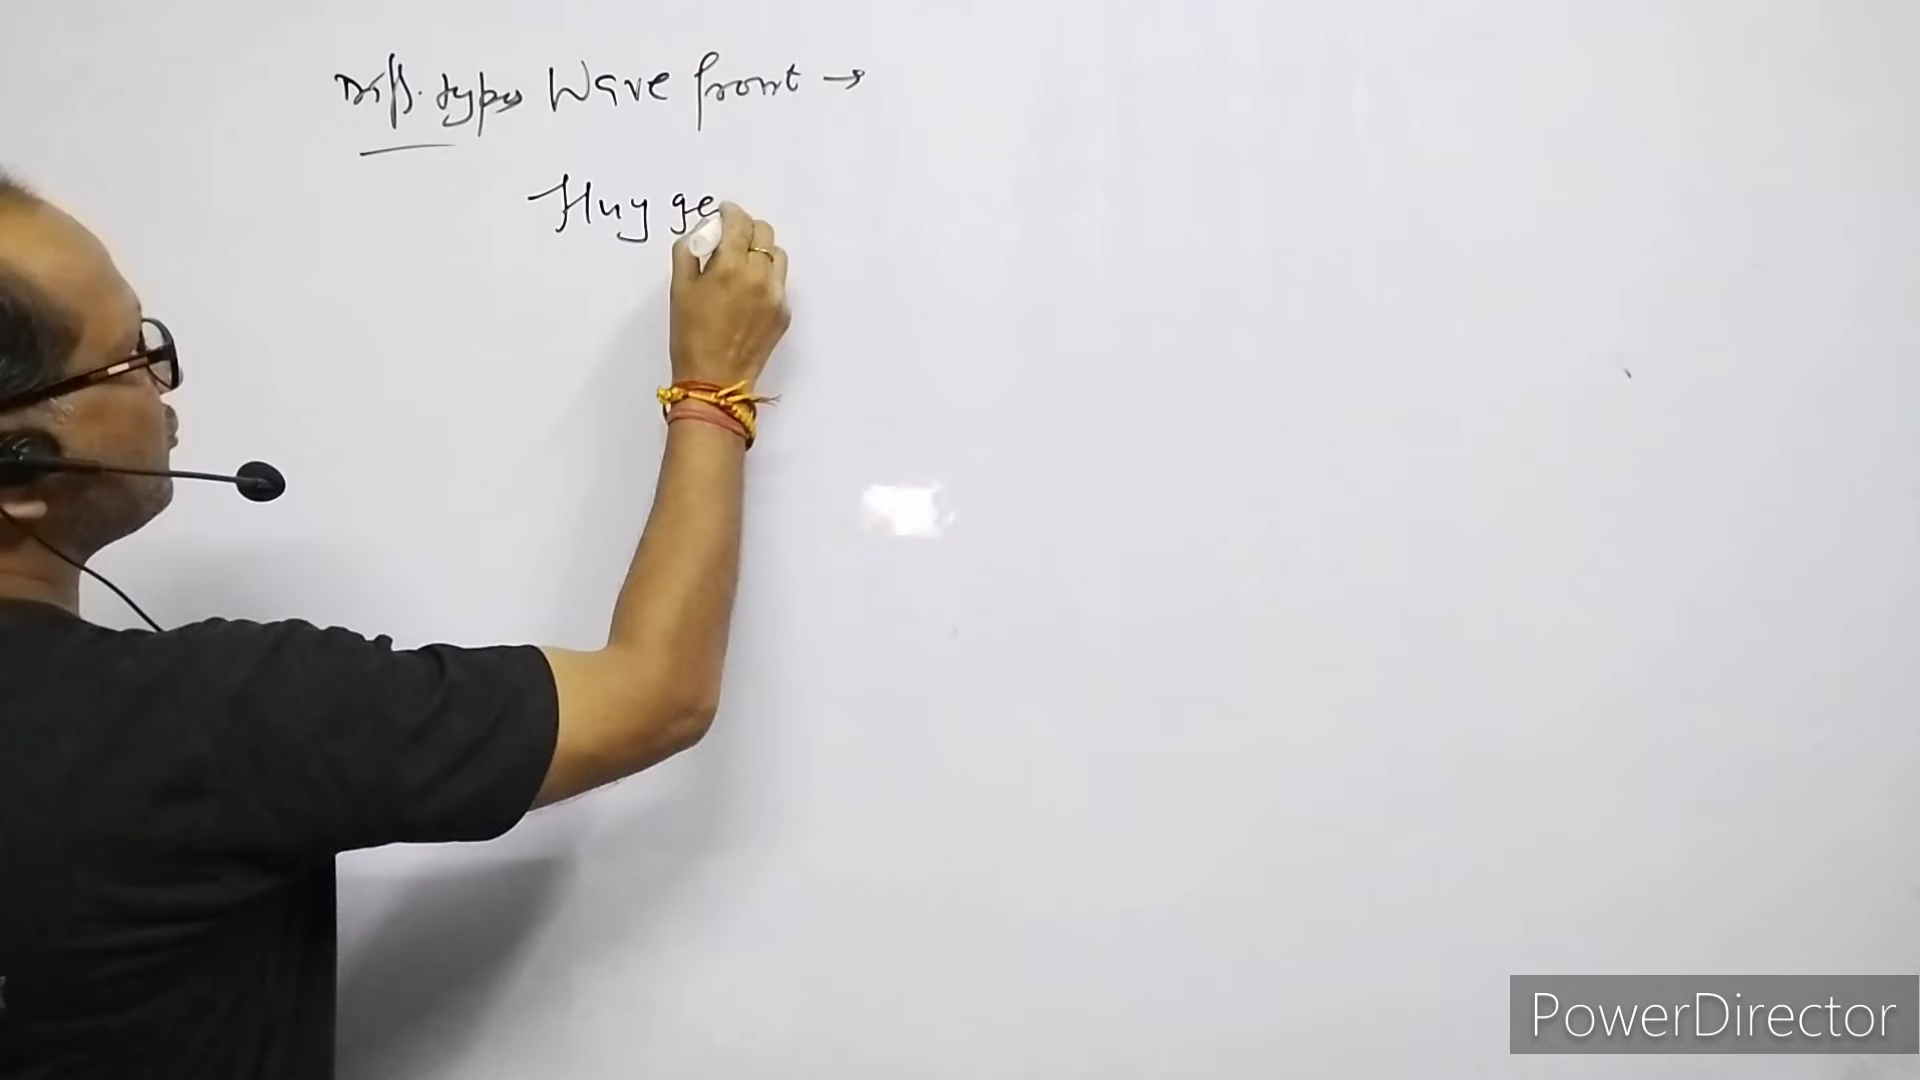 Diff. types Wave front →
Huyge
PowerDirector